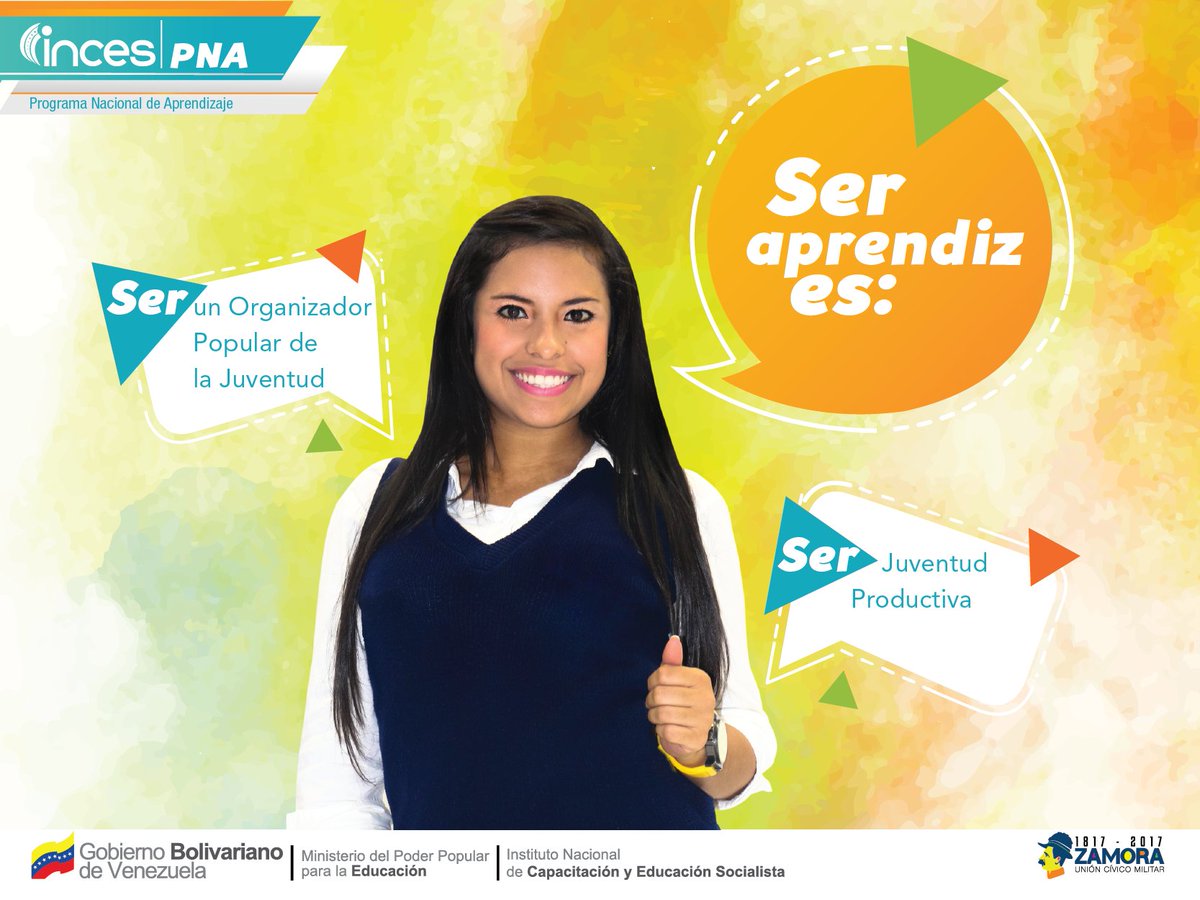 inces PNA
Programa Nacional de Aprendizaje
Ser
aprendiz
es:
Ser un Organizador
Popular de
la Juventud
Ser Juventud
Productiva
Gobierno Bolivariano
de Venezuela
Ministerio del Poder Popular
para la Educación
Instituto Nacional
de Capacitación y Educación Socialista
1817 - 2017
ZAMORA
UNIÓN CÍVICO MILITAR